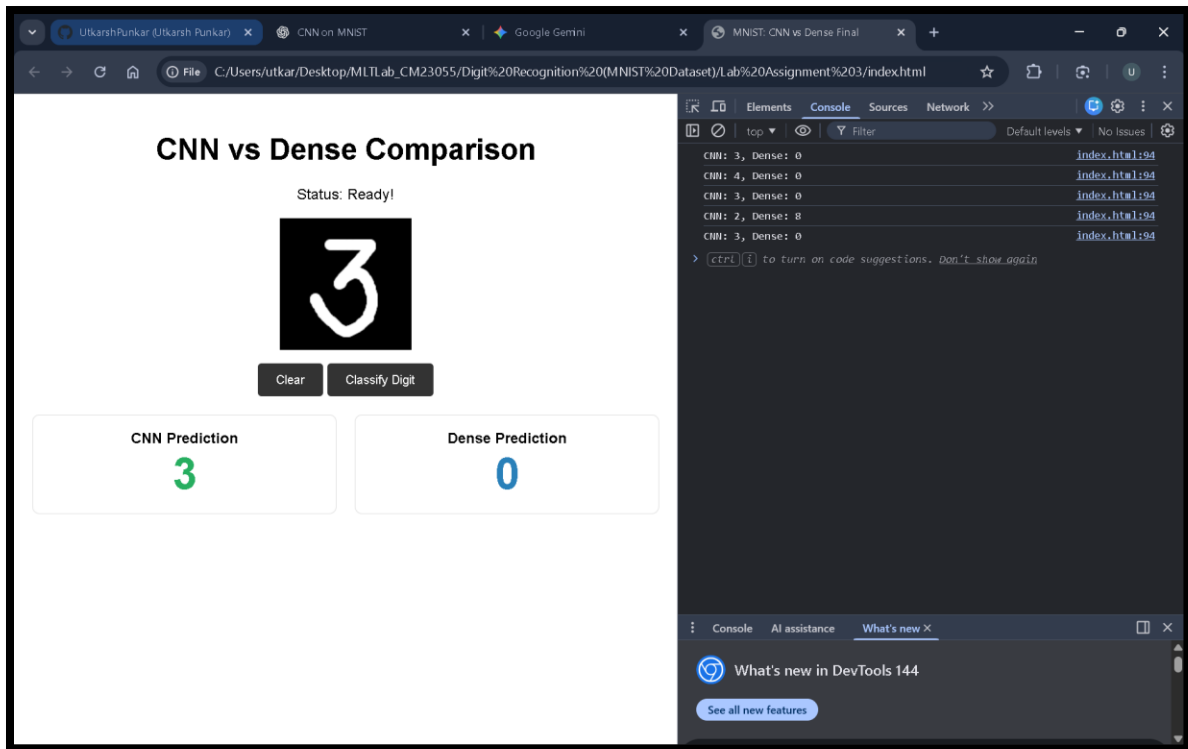 UtkarshPunkar (Utkarsh Punkar)
CNN on MNIST
Google Gemini
MNIST: CNN vs Dense Final
File C:/Users/utkar/Desktop/MLTLab_CM23055/Digit%20Recognition%20(MNIST%20Dataset)/Lab%20Assignment%203/index.html
U
CNN vs Dense Comparison
Status: Ready!
3
Clear Classify Digit
CNN Prediction
3
Dense Prediction
0
Elements Console Sources Network
top Filter Default levels No Issues
CNN: 3, Dense: 0 index.html:94
CNN: 4, Dense: 0 index.html:94
CNN: 3, Dense: 0 index.html:94
CNN: 2, Dense: 8 index.html:94
CNN: 3, Dense: 0 index.html:94
ctrl i to turn on code suggestions. Don't show again
Console AI assistance What's new
What's new in DevTools 144
See all new features